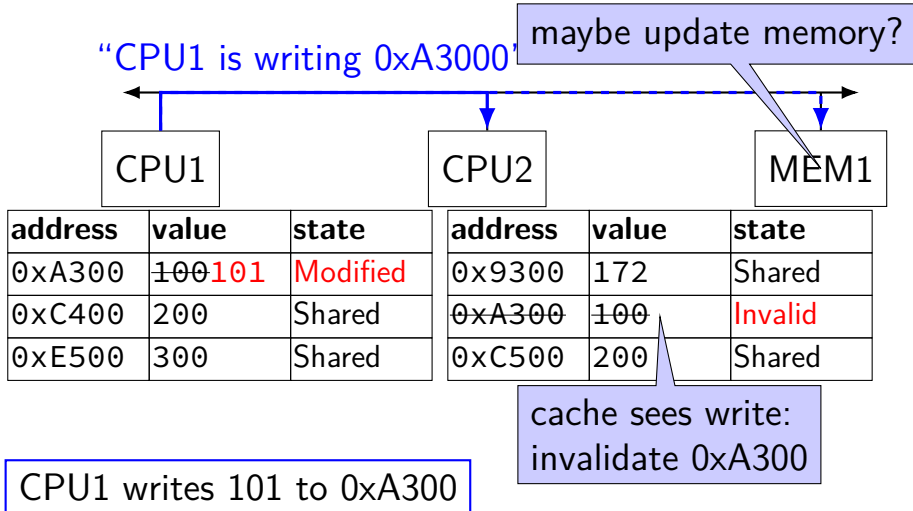 maybe update memory?
“CPU1 is writing 0xA3000”
CPU1
CPU2
MEM1
address value state
0xA300 100101 Modified
0xC400 200 Shared
0xE500 300 Shared
address value state
0x9300 172 Shared
0xA300 100 Invalid
0xC500 200 Shared
cache sees write:
invalidate 0xA300
CPU1 writes 101 to 0xA300